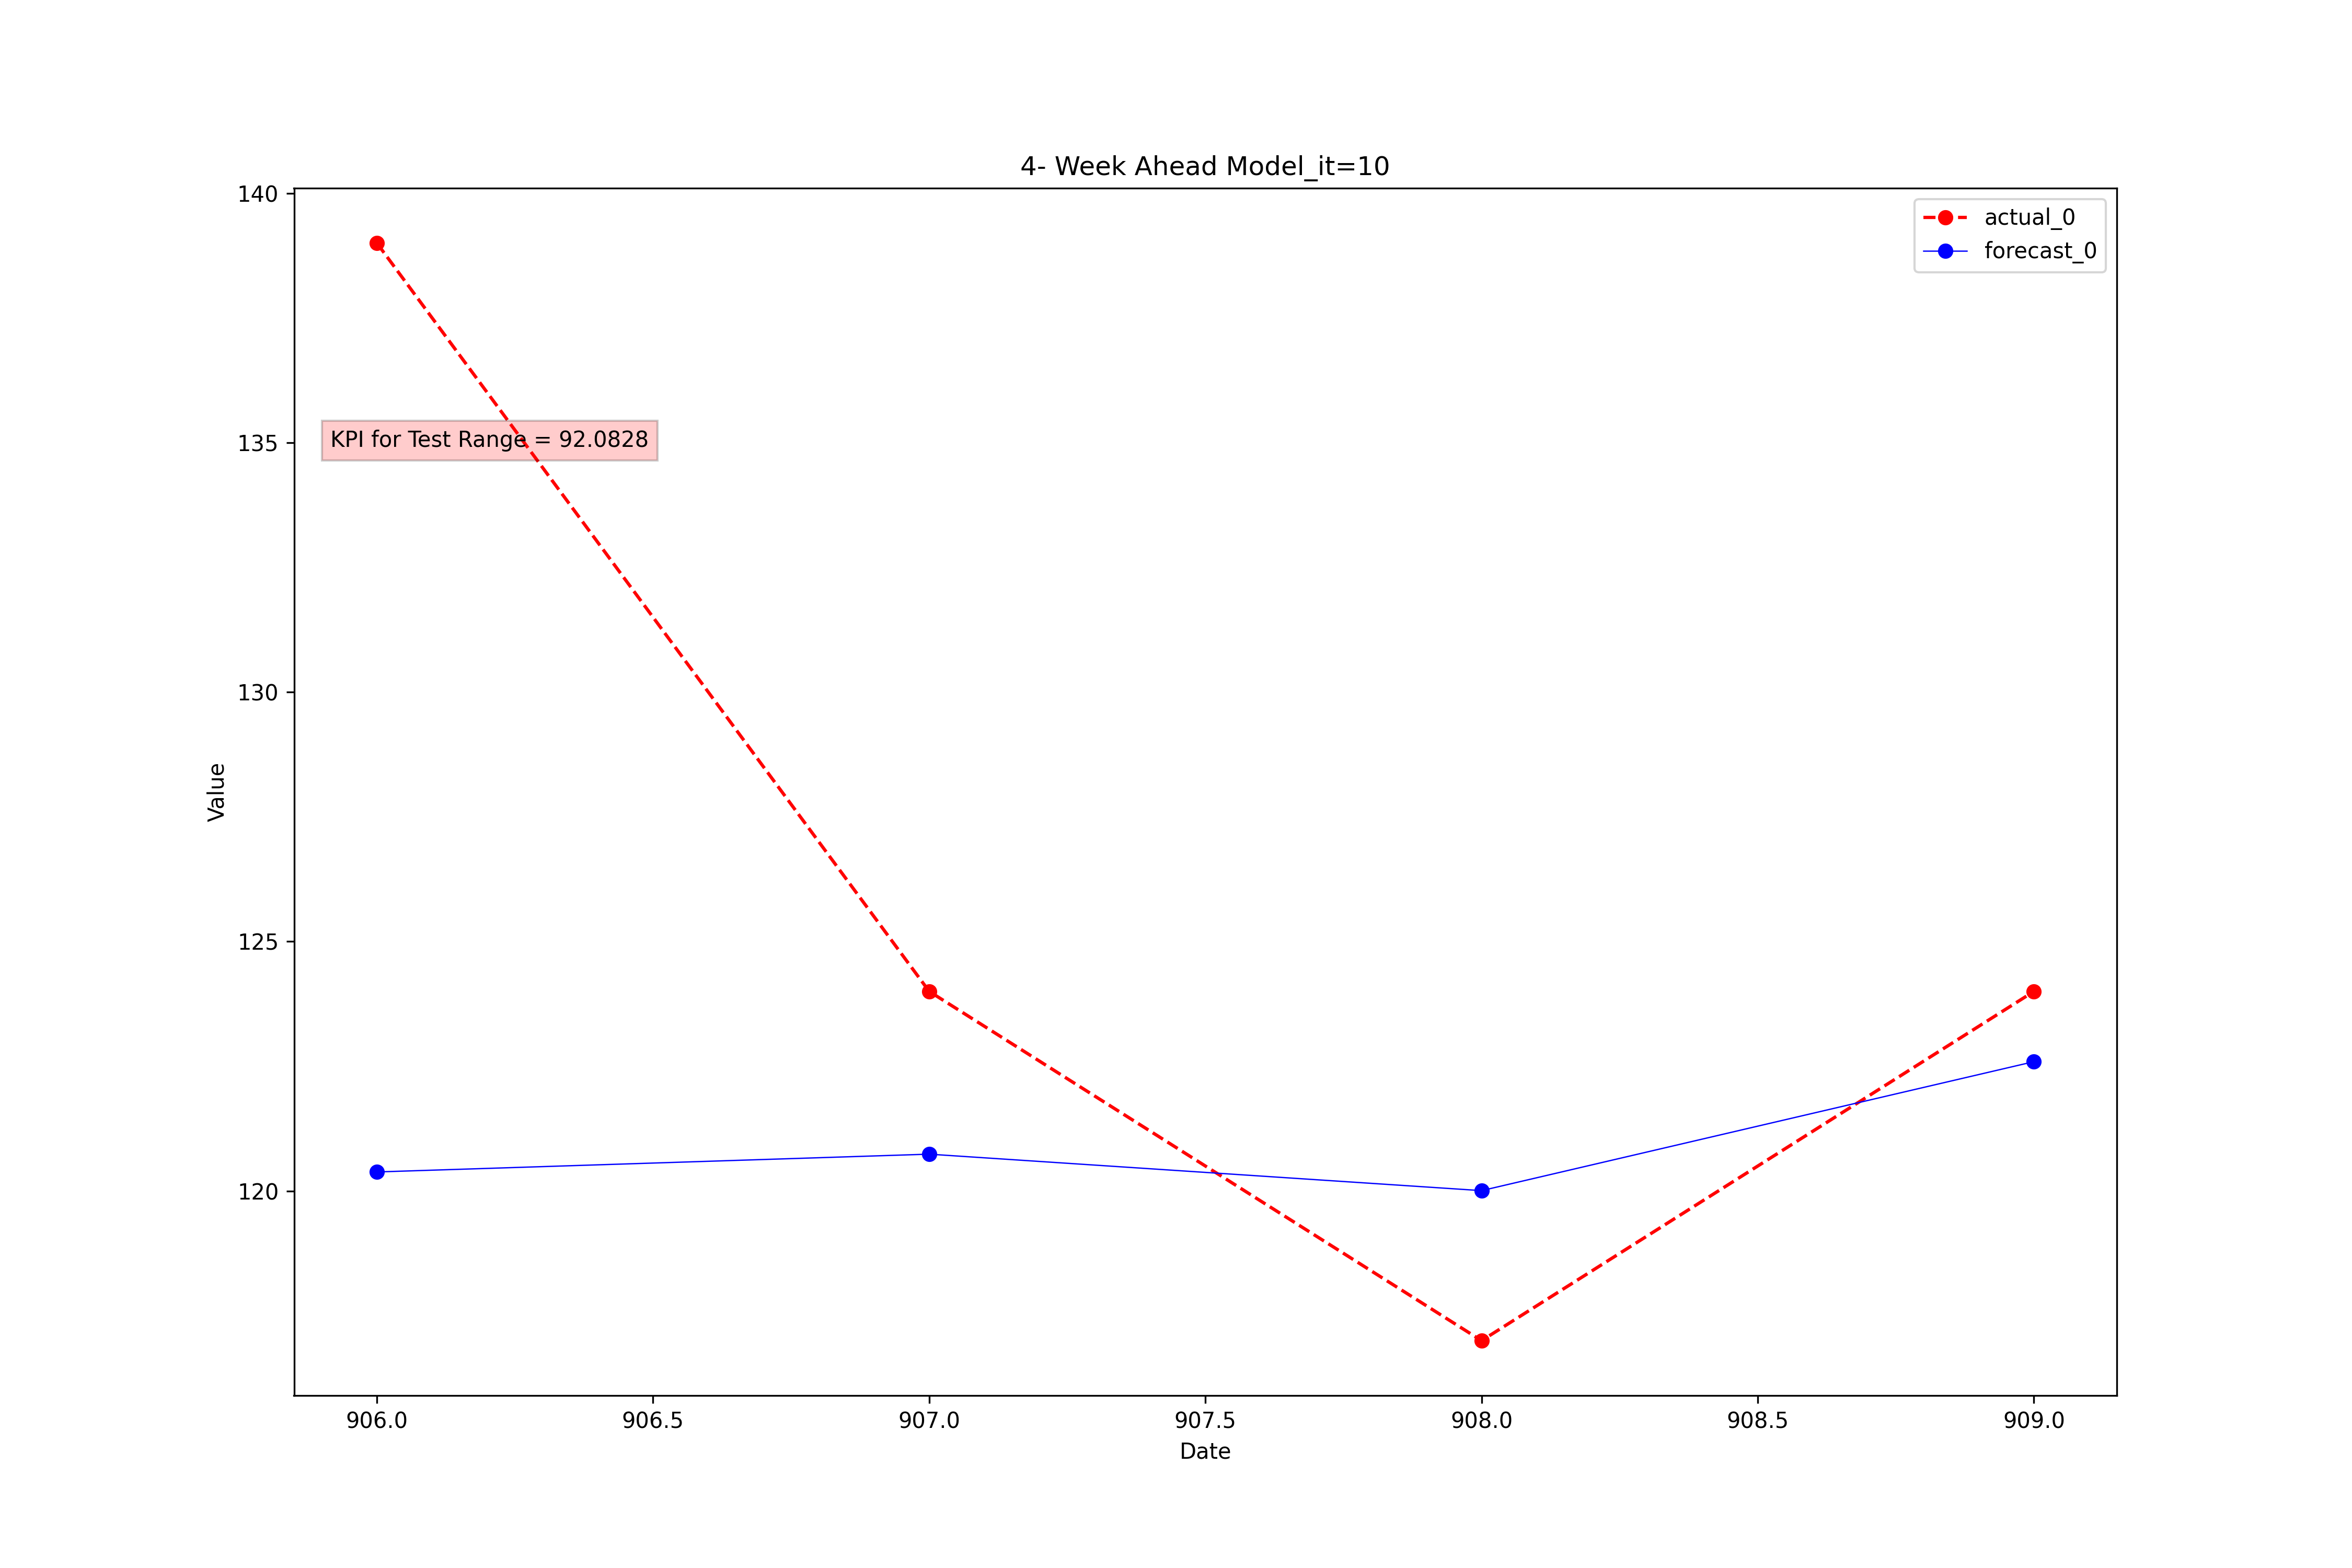 4- Week Ahead Model_it=10
actual_0
forecast_0
KPI for Test Range = 92.0828
Value
140
135
130
125
120
906.0 906.5 907.0 907.5 908.0 908.5 909.0
Date